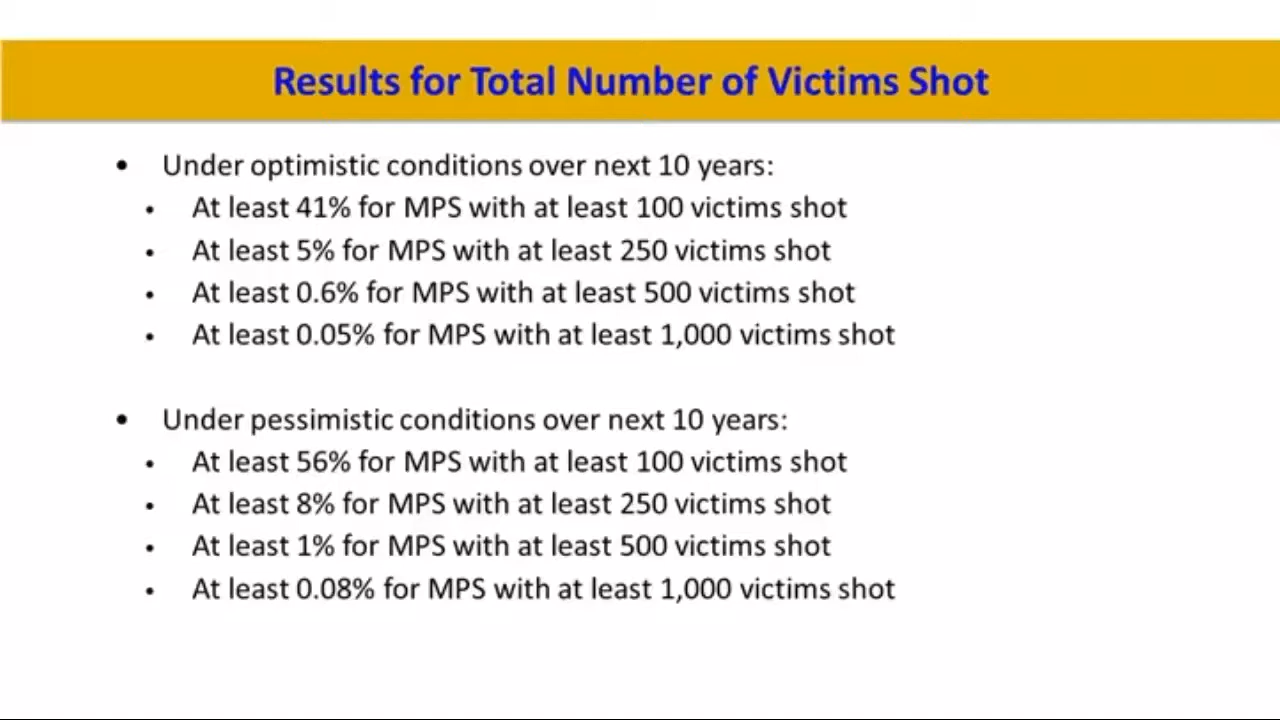 Results for Total Number of Victims Shot
• Under optimistic conditions over next 10 years:
• At least 41% for MPS with at least 100 victims shot
• At least 5% for MPS with at least 250 victims shot
• At least 0.6% for MPS with at least 500 victims shot
• At least 0.05% for MPS with at least 1,000 victims shot
• Under pessimistic conditions over next 10 years:
• At least 56% for MPS with at least 100 victims shot
• At least 8% for MPS with at least 250 victims shot
• At least 1% for MPS with at least 500 victims shot
• At least 0.08% for MPS with at least 1,000 victims shot